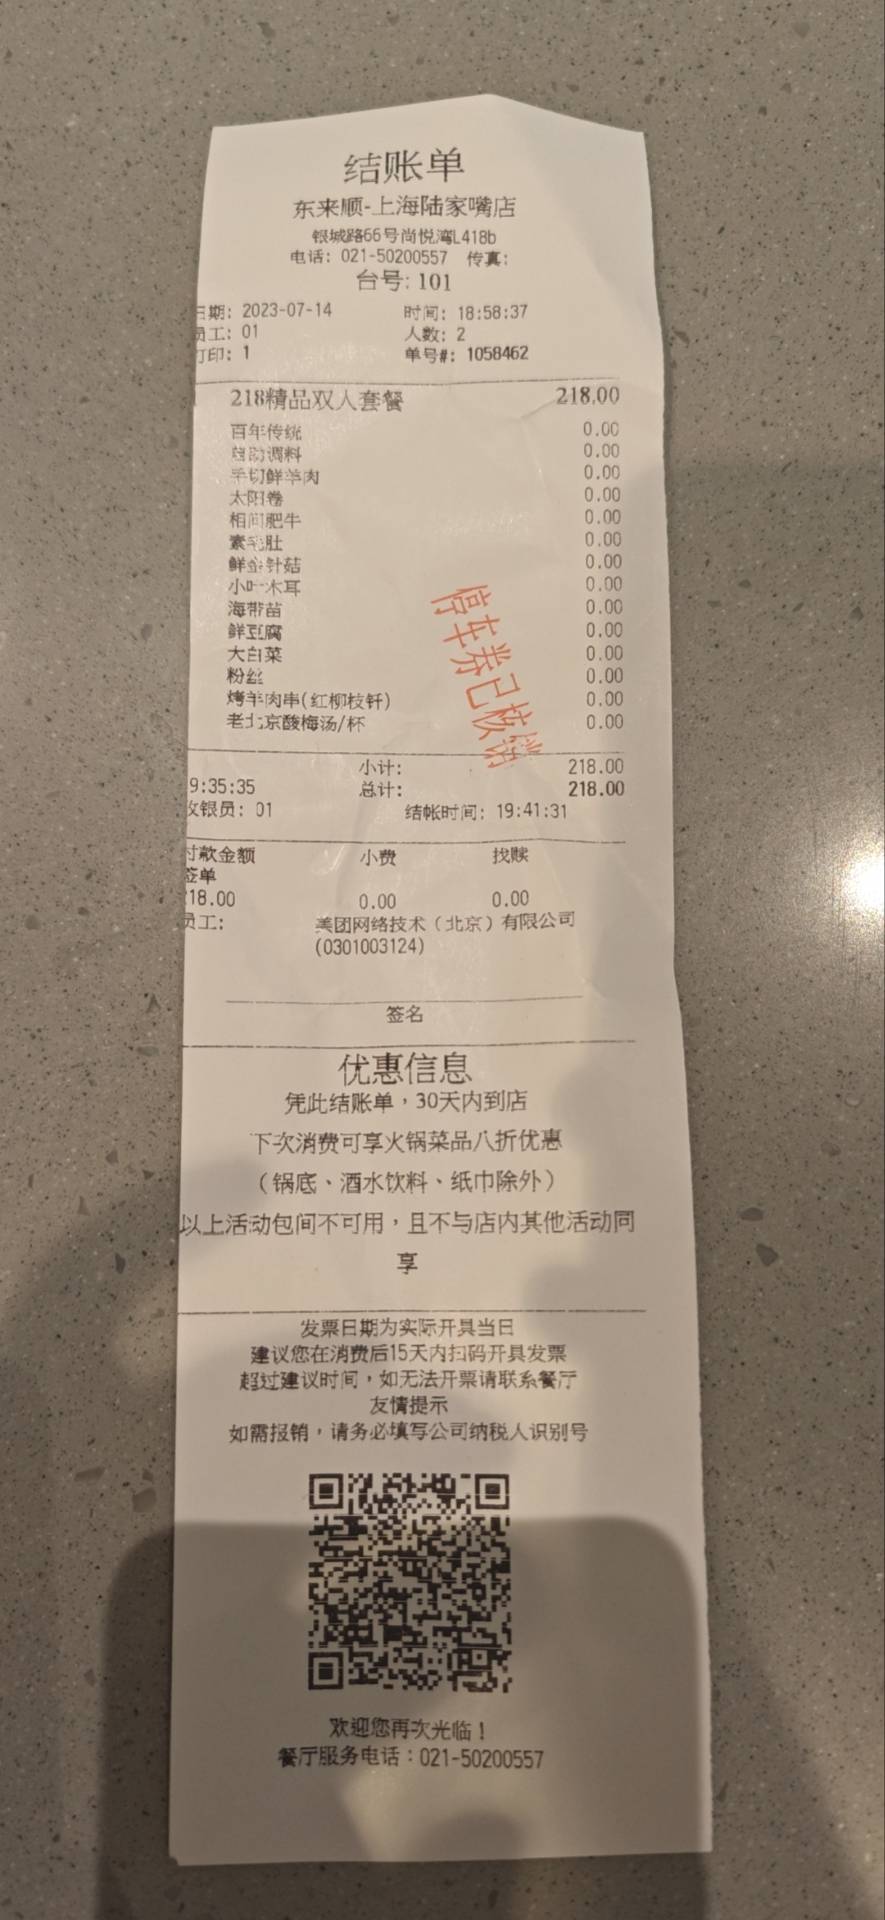 结账单
东来顺-上海陆家嘴店
银城路66号尚悦湾L418b
电话: 021-50200557 传真:
台号: 101
日期: 2023-07-14 时间: 18:58:37
员工: 01 人数: 2
打印: 1 单号#: 1058462
218精品双人套餐 218.00
百年传统 0.00
自助调料 0.00
手切鲜羊肉 0.00
太阳卷 0.00
相间肥牛 0.00
素毛肚 0.00
鲜金针菇 0.00
小叶木耳 0.00
海带苗 0.00
鲜豆腐 0.00
大白菜 0.00
粉丝 0.00
烤羊肉串(红柳枝钎) 0.00
老北京酸梅汤/杯 0.00
停车券已核销
小计: 218.00
9:35:35 总计: 218.00
收银员: 01 结帐时间: 19:41:31
付款金额 小费 找赎
签单
18.00 0.00 0.00
员工: 美团网络技术（北京）有限公司
(0301003124)
签名
优惠信息
凭此结账单，30天内到店
下次消费可享火锅菜品八折优惠
（锅底、酒水饮料、纸巾除外）
以上活动包间不可用，且不与店内其他活动同
享
发票日期为实际开具当日
建议您在消费后15天内扫码开具发票
超过建议时间，如无法开票请联系餐厅
友情提示
如需报销，请务必填写公司纳税人识别号
欢迎您再次光临！
餐厅服务电话：021-50200557